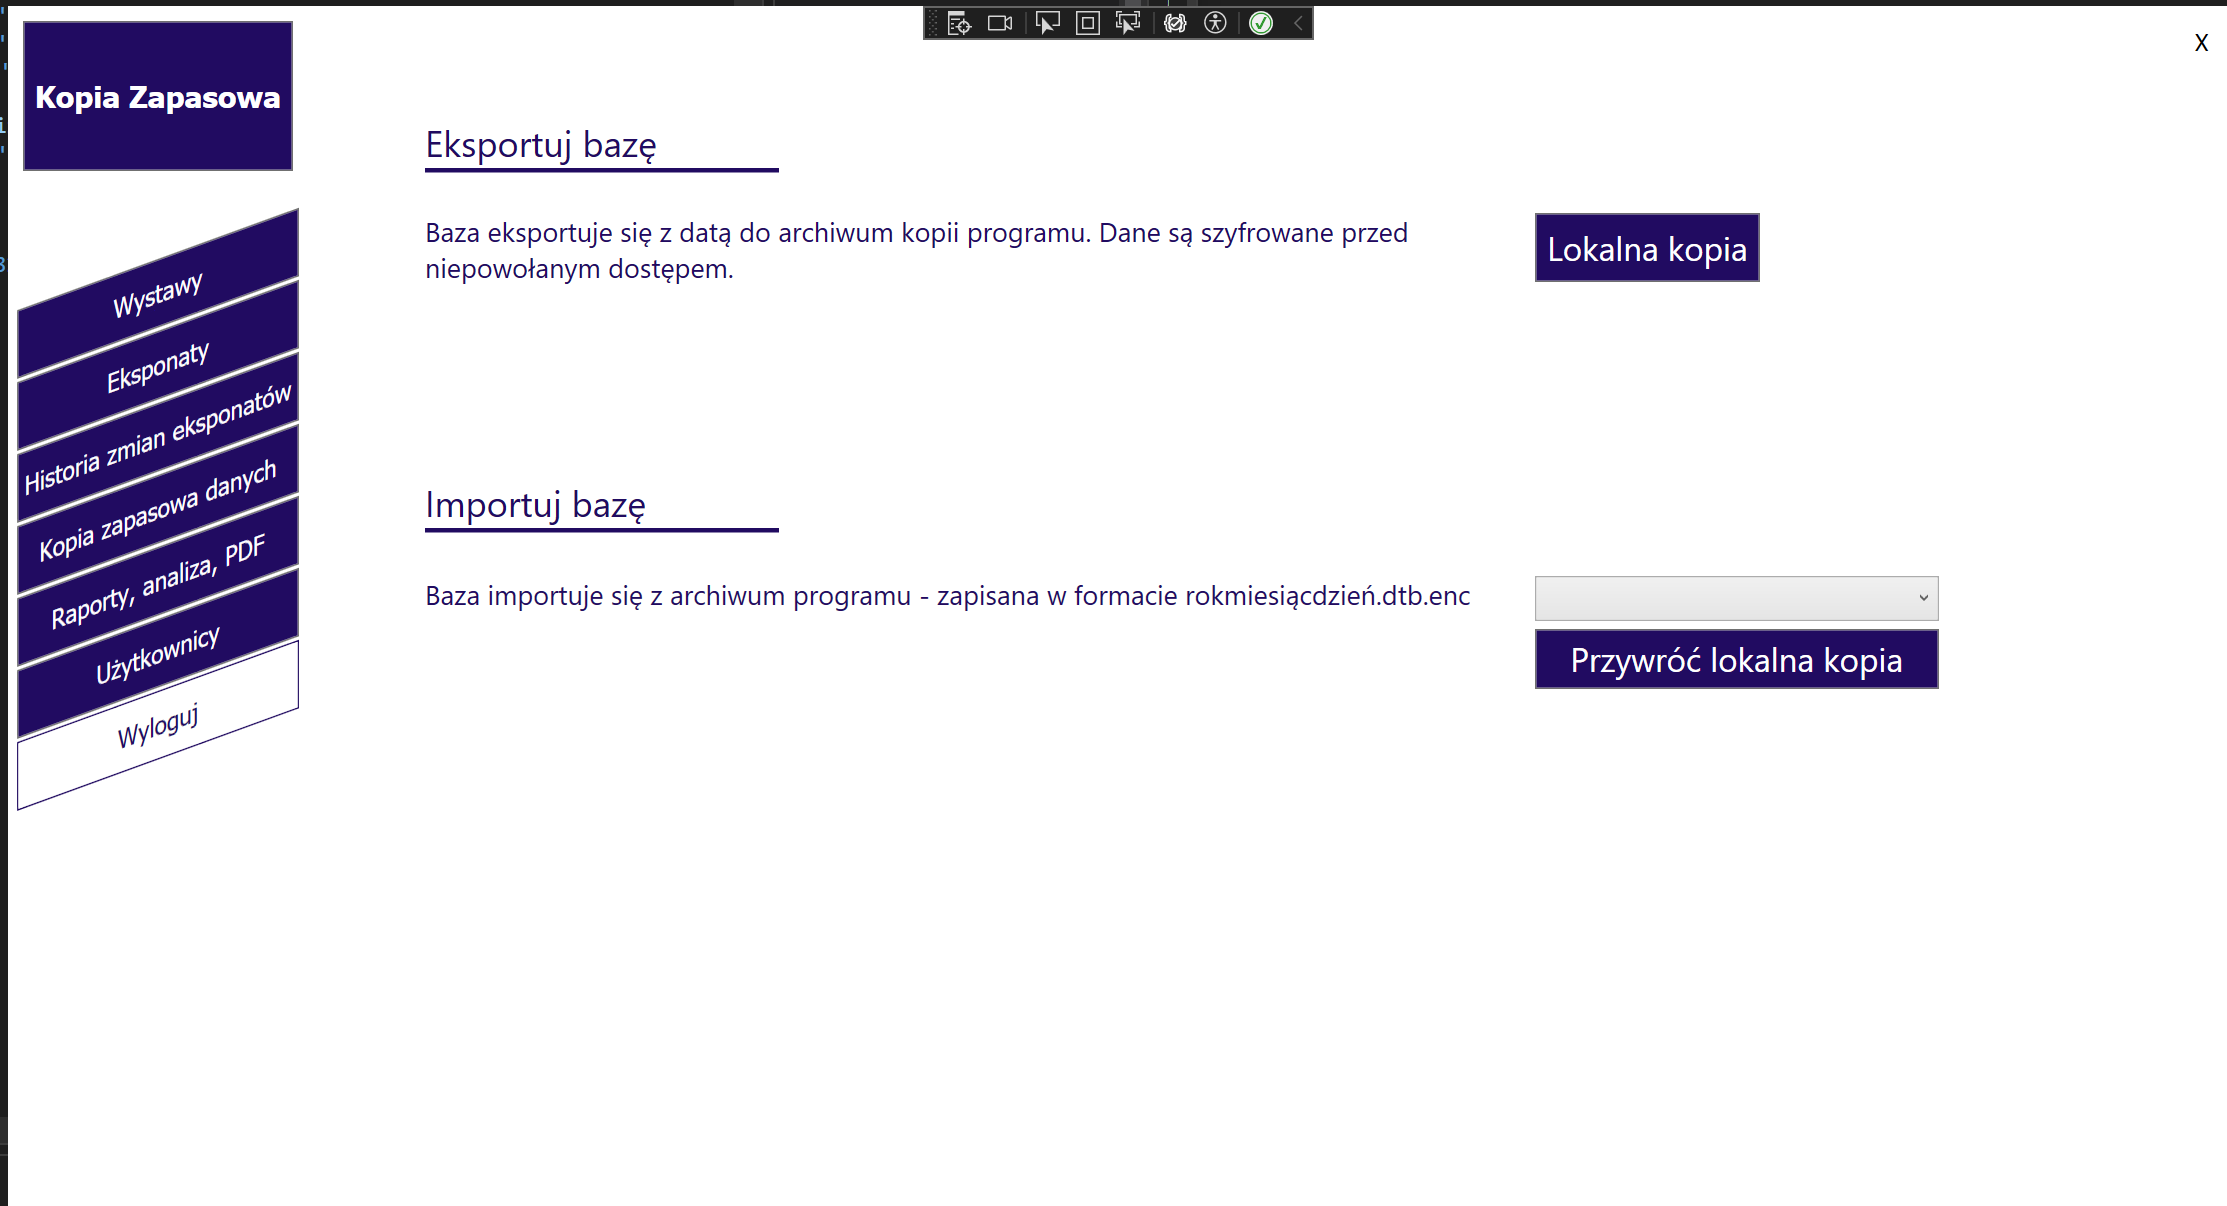 X
Kopia Zapasowa
Eksportuj bazę
Baza eksportuje się z datą do archiwum kopii programu. Dane są szyfrowane przed
niepowołanym dostępem.
Lokalna kopia
Wystawy
Eksponaty
Historia zmian eksponatów
Kopia zapasowa danych
Raporty, analiza, PDF
Użytkownicy
Wyloguj
Importuj bazę
Baza importuje się z archiwum programu - zapisana w formacie rokmiesiącdzień.dtb.enc
Przywróć lokalna kopia